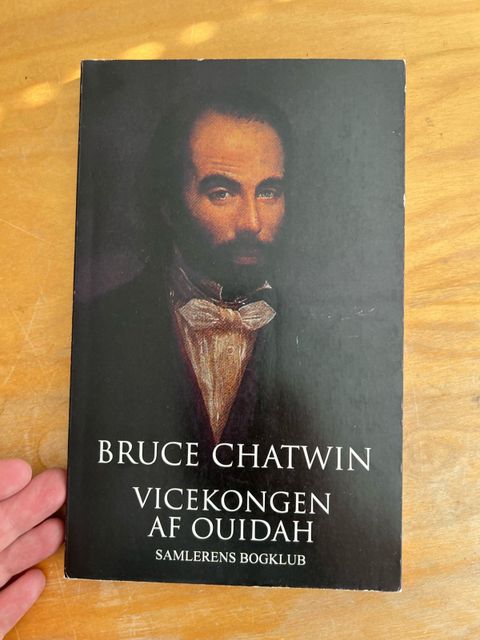 BRUCE CHATWIN
VICEKONGEN
AF OUIDAH
SAMLERENS BOGKLUB